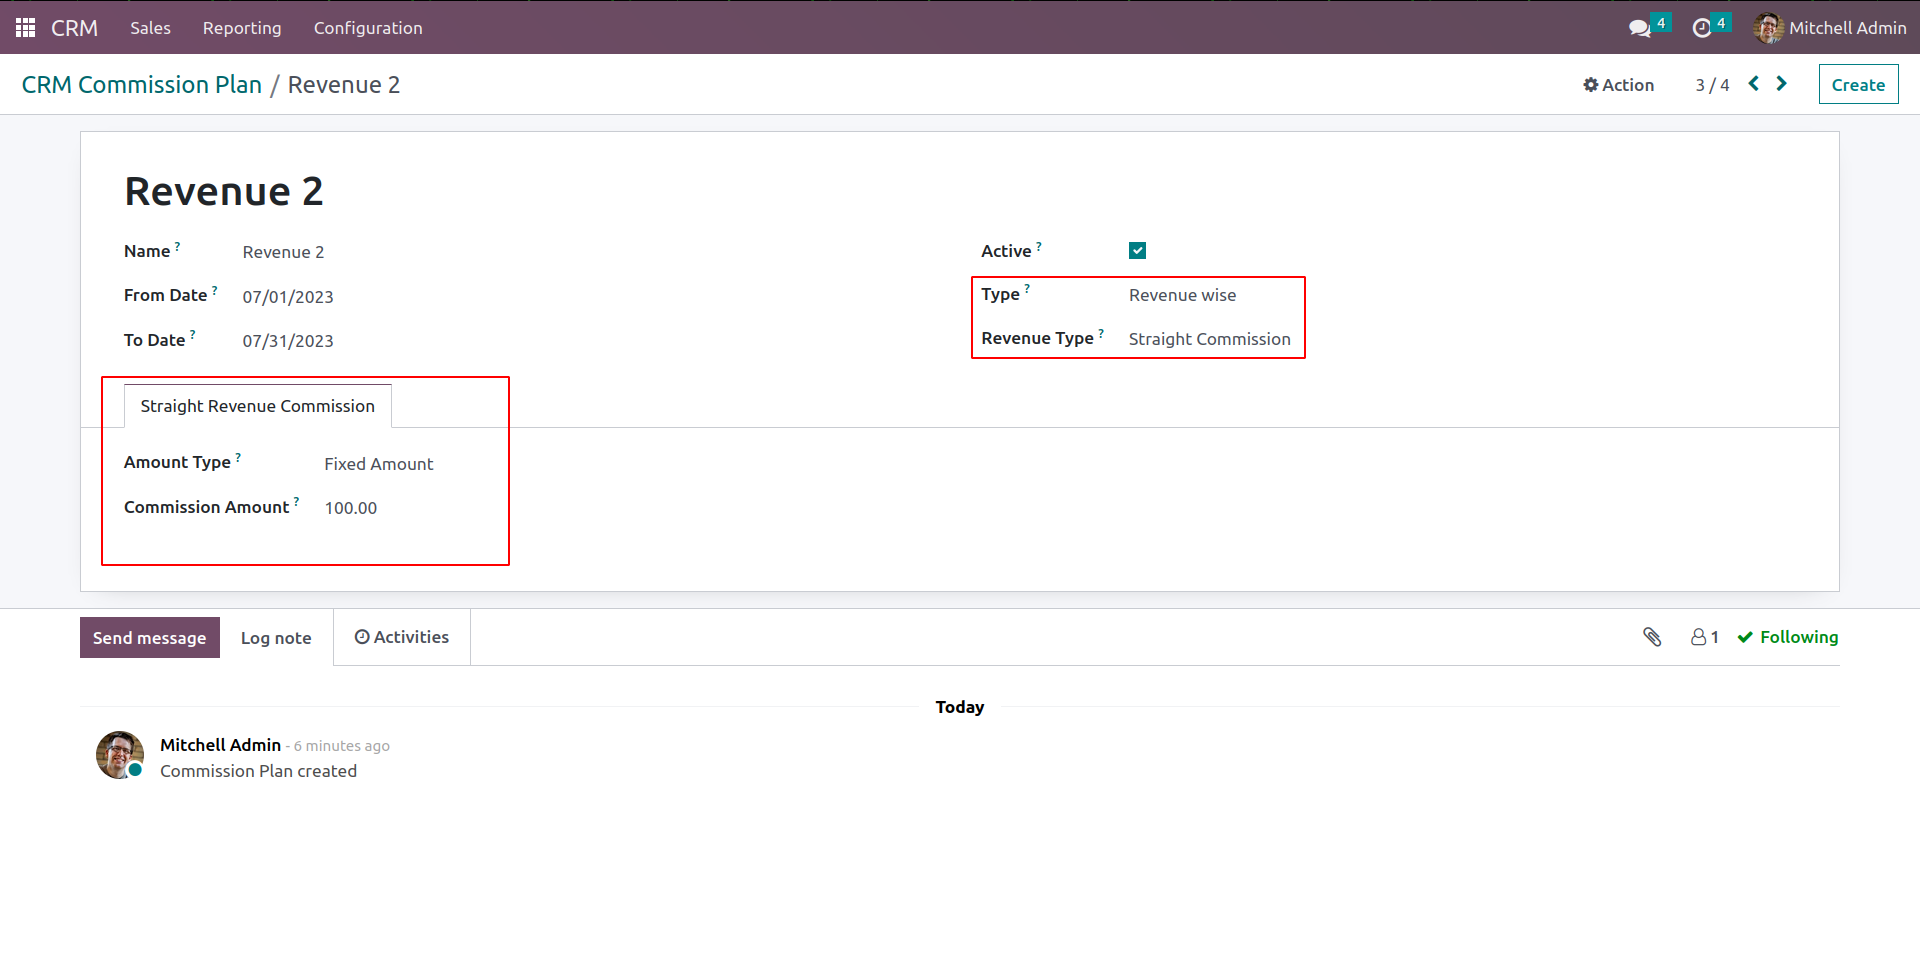 CRM Sales Reporting Configuration 4 4 Mitchell Admin
CRM Commission Plan / Revenue 2 Action 3 / 4 Create
Revenue 2
Name ? Revenue 2 Active ?
From Date ? 07/01/2023 Type ? Revenue wise
To Date ? 07/31/2023 Revenue Type ? Straight Commission
Straight Revenue Commission
Amount Type ? Fixed Amount
Commission Amount ? 100.00
Send message Log note Activities 1 Following
Today
Mitchell Admin - 6 minutes ago
Commission Plan created